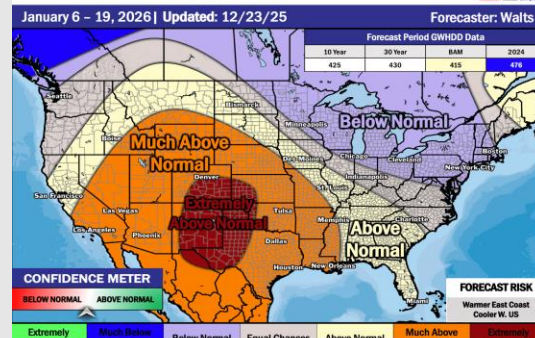 January 6 – 19, 2026 | Updated: 12/23/25
Forecaster: Walts
Forecast Period GWHDD Data
10 Year 30 Year BAM 2024
425 430 415 476
Seattle
Bismarck
Minneapolis
Below Normal
Boise
Much Above
Normal
Boston
Des Moines
Chicago
Cleveland
New York City
Indianapolis
Denver
St. Louis
San Francisco
Extremely
Above Normal
Las Vegas
Tulsa
Memphis
Charlotte
Los Angeles
Phoenix
Above
Normal
Dallas
Houston
New Orleans
Miami
CONFIDENCE METER
BELOW NORMAL ABOVE NORMAL
FORECAST RISK
Warmer East Coast
Cooler W. US
Extremely Much Below Below Normal Equal Chances Above Normal Much Above Extremely